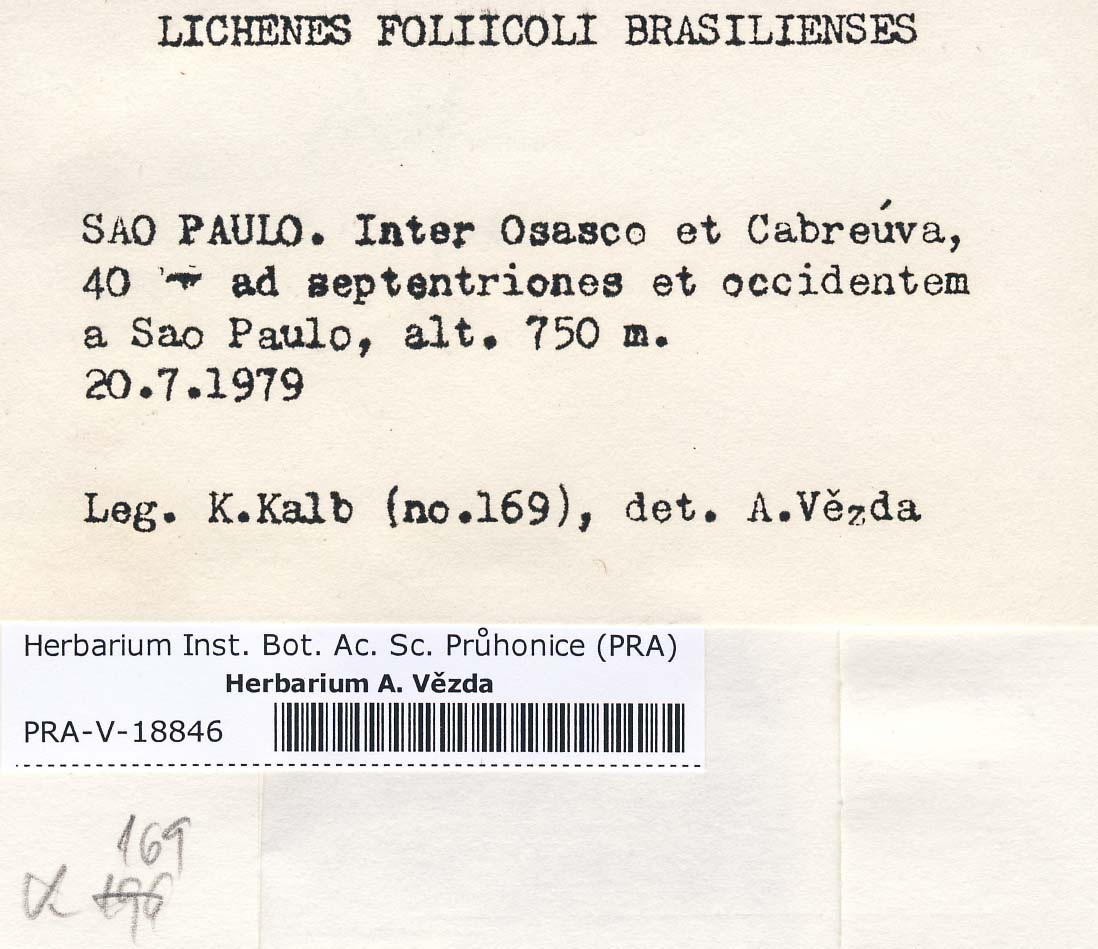 LICHENES FOLIICOLI BRASILIENSES
SAO PAULO. Inter Osasco et Cabreúva,
40 ad septentriones et occidentem
a Sao Paulo, alt. 750 m.
20.7.1979
Leg. K.Kalb (no.169), det. A.Vězda
Herbarium Inst. Bot. Ac. Sc. Průhonice (PRA)
Herbarium A. Vězda
PRA-V-18846
169